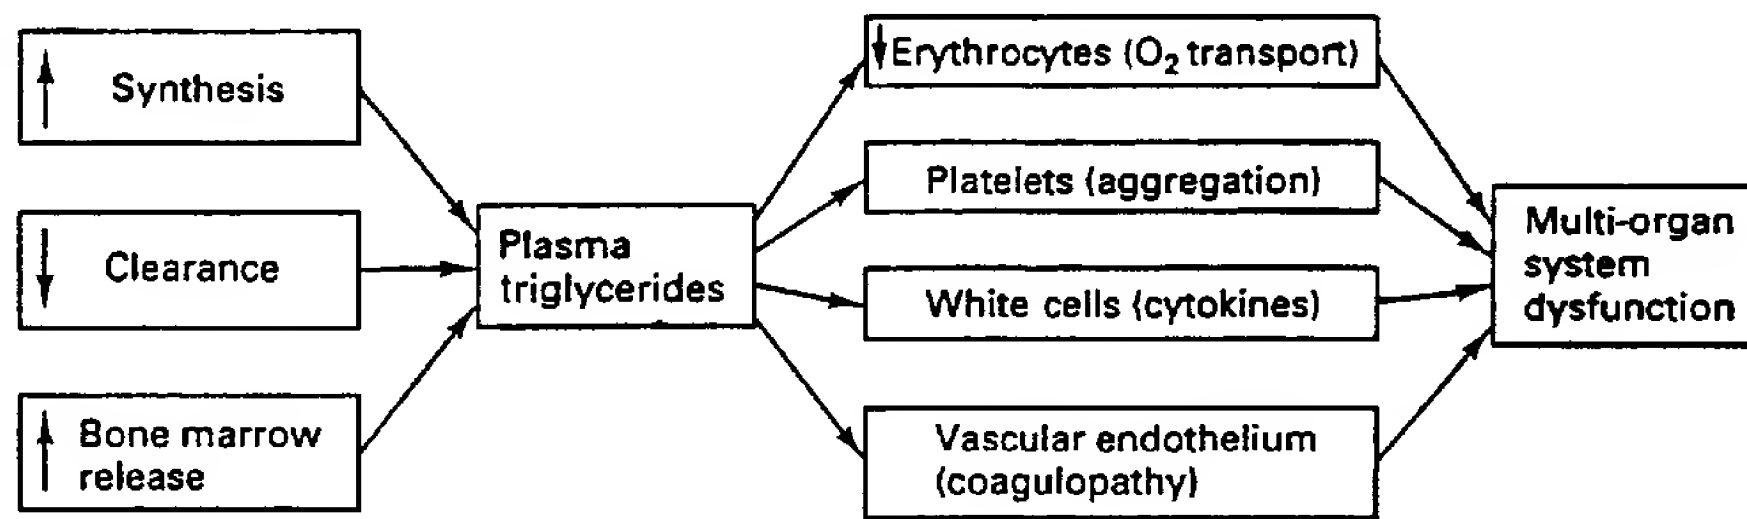 ↑ Synthesis
↓ Clearance
↑ Bone marrow
release
Plasma
triglycerides
↓ Erythrocytes (O₂ transport)
Platelets (aggregation)
White cells (cytokines)
Vascular endothelium
(coagulopathy)
Multi-organ
system
dysfunction